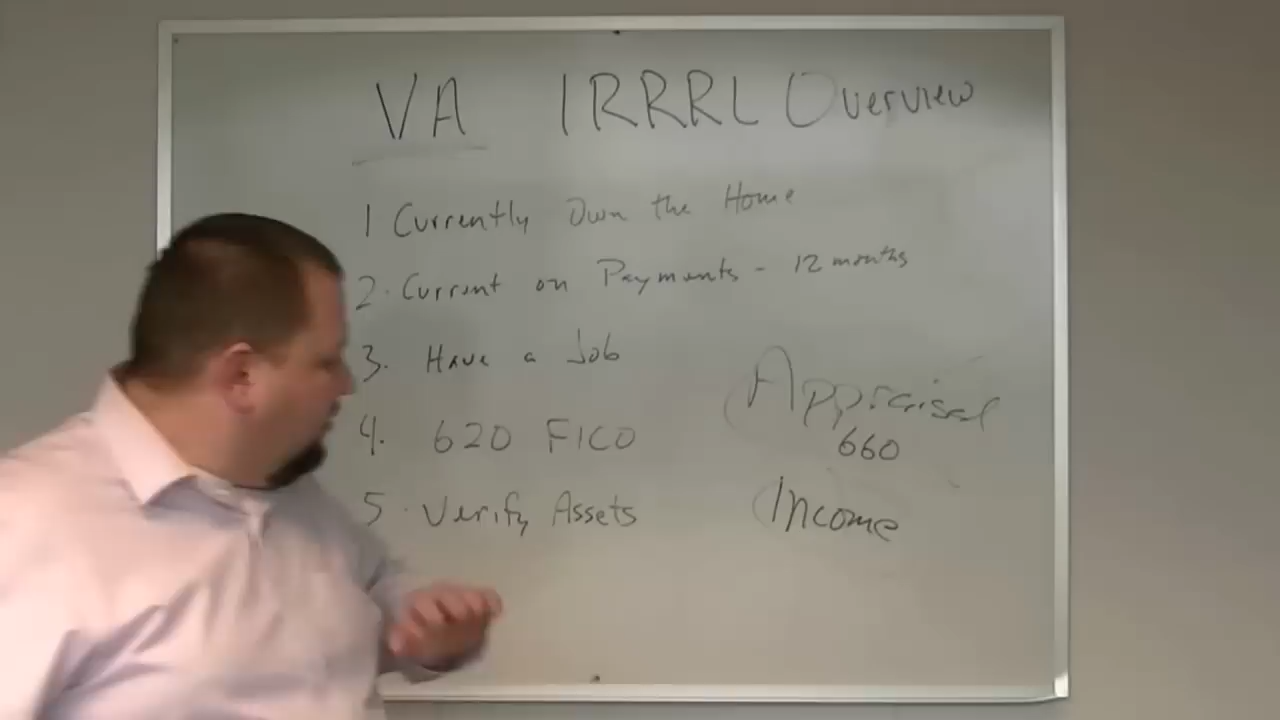 VA IRRRL Overview
1 Currently Own the Home
2. Current on Payments - 12 months
3. Have a Job
4. 620 FICO
5. Verify Assets
Appraisal
660
Income